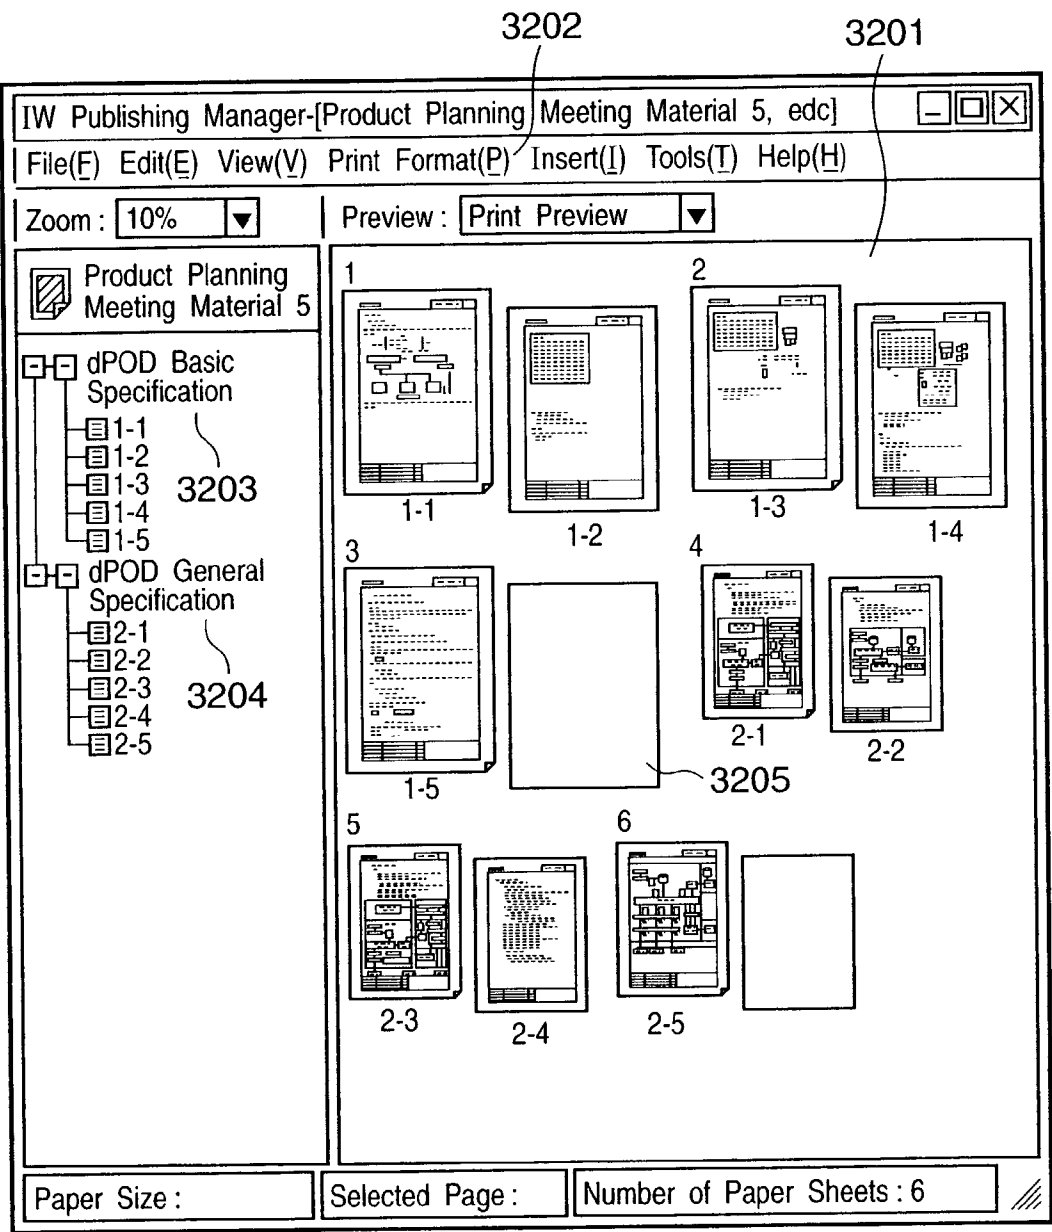 3202
3201
IW Publishing Manager-[Product Planning Meeting Material 5, edc]
File(F) Edit(E) View(V) Print Format(P) Insert(I) Tools(T) Help(H)
Zoom : 10%
Preview : Print Preview
Product Planning
Meeting Material 5
dPOD Basic
Specification
1-1
1-2
1-3
1-4
1-5
3203
dPOD General
Specification
2-1
2-2
2-3
2-4
2-5
3204
1
2
1-1
1-2
1-3
1-4
3
4
1-5
3205
2-1
2-2
5
6
2-3
2-4
2-5
Paper Size :
Selected Page :
Number of Paper Sheets : 6